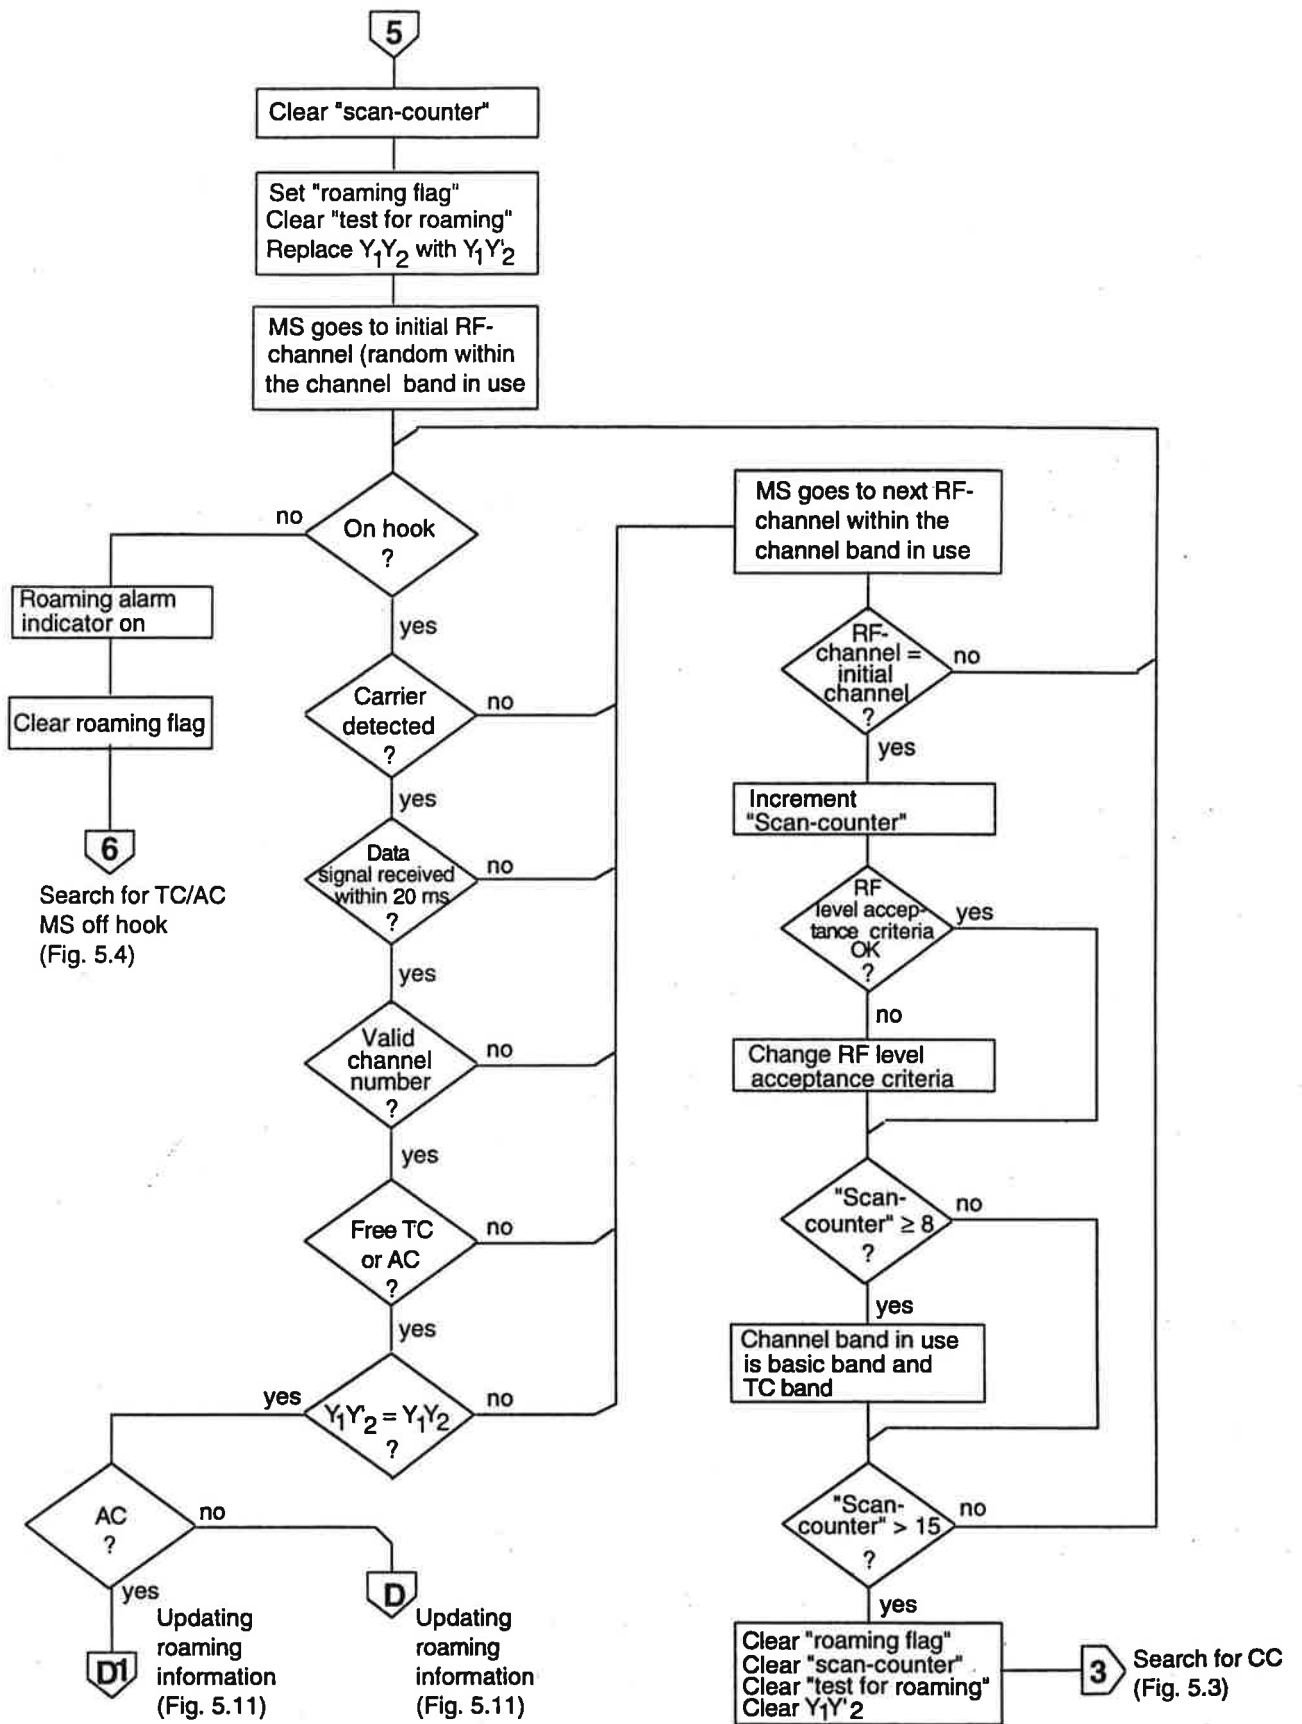 5
Clear "scan-counter"
Set "roaming flag"
Clear "test for roaming"
Replace Y₁Y₂ with Y₁Y'₂
MS goes to initial RF-
channel (random within
the channel band in use
On hook
?
no
yes
Roaming alarm
indicator on
Clear roaming flag
6
Search for TC/AC
MS off hook
(Fig. 5.4)
Carrier
detected
?
no
yes
Data
signal received
within 20 ms
?
no
yes
Valid
channel
number
?
no
yes
Free TC
or AC
?
no
yes
Y₁Y'₂ = Y₁Y₂
?
yes
no
AC
?
no
yes
D1
Updating
roaming
information
(Fig. 5.11)
D
Updating
roaming
information
(Fig. 5.11)
MS goes to next RF-
channel within the
channel band in use
RF-
channel =
initial
channel
?
no
yes
Increment
"Scan-counter"
RF
level accep-
tance criteria
OK
?
yes
no
Change RF level
acceptance criteria
"Scan-
counter" ≥ 8
?
no
yes
Channel band in use
is basic band and
TC band
"Scan-
counter" > 15
?
no
yes
Clear "roaming flag"
Clear "scan-counter"
Clear "test for roaming"
Clear Y₁Y'₂
3
Search for CC
(Fig. 5.3)